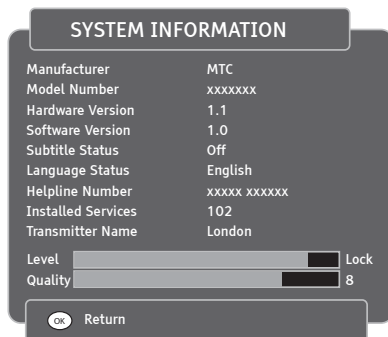 SYSTEM INFORMATION
Manufacturer MTC
Model Number xxxxxxx
Hardware Version 1.1
Software Version 1.0
Subtitle Status Off
Language Status English
Helpline Number xxxxx xxxxxx
Installed Services 102
Transmitter Name London
Level Lock
Quality 8
OK Return